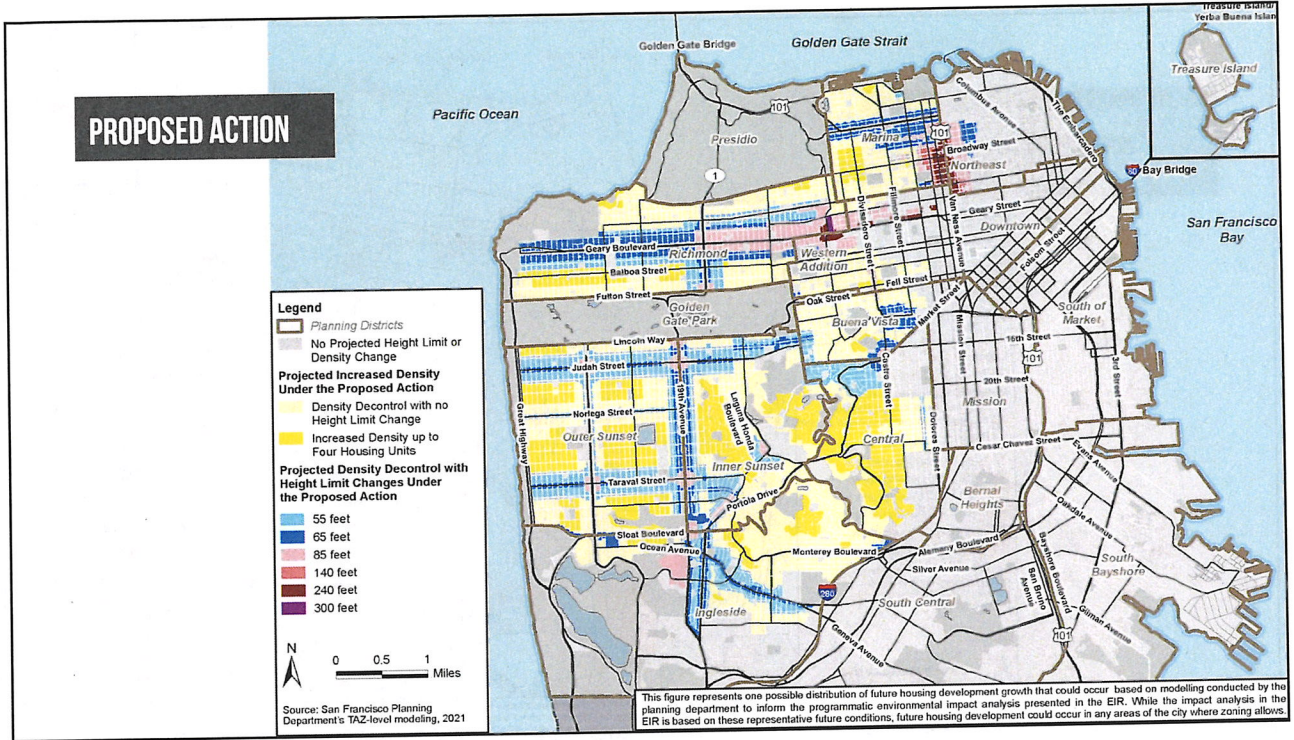 PROPOSED ACTION
Pacific Ocean
Golden Gate Bridge
Golden Gate Strait
Treasure Island/
Yerba Buena Islan
Treasure Island
101
Presidio
1
Marina
101
Columbus Avenue
The Embarcadero
Broadway Street
Northeast
80
Bay Bridge
San Francisco
Bay
Divisadero Street
Fillmore Street
Van Ness Avenue
Geary Street
Downtown
Folsom Street
Geary Boulevard
Richmond
Western
Addition
Balboa Street
Fulton Street
Fell Street
Oak Street
Market Street
Golden
Gate Park
Buena Vista
South of
Market
Lincoln Way
Judah Street
Mission Street
16th Street
101
3rd Street
Castro Street
20th Street
Mission
Great Highway
19th Avenue
Laguna Honda
Boulevard
Noriega Street
Outer Sunset
Dolores Street
Central
Cesar Chavez Street
Evans Avenue
Inner Sunset
Taraval Street
Portola Drive
Bernal
Heights
Oakdale Avenue
Sloat Boulevard
Ocean Avenue
Monterey Boulevard
Alemany Boulevard
Silver Avenue
Bayshore Boulevard
South
Bayshore
San Bruno
Avenue
280
Ingleside
South Central
Gilman Avenue
Geneva Avenue
101
Legend
Planning Districts
No Projected Height Limit or
Density Change
Projected Increased Density
Under the Proposed Action
Density Decontrol with no
Height Limit Change
Increased Density up to
Four Housing Units
Projected Density Decontrol with
Height Limit Changes Under
the Proposed Action
55 feet
65 feet
85 feet
140 feet
240 feet
300 feet
N
0 0.5 1
Miles
Source: San Francisco Planning
Department's TAZ-level modeling, 2021
This figure represents one possible distribution of future housing development growth that could occur based on modelling conducted by the
planning department to inform the programmatic environmental impact analysis presented in the EIR. While the impact analysis in the
EIR is based on these representative future conditions, future housing development could occur in any areas of the city where zoning allows.